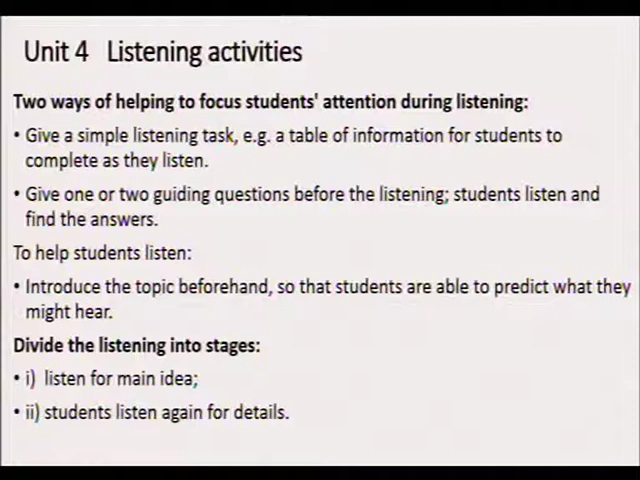 Unit 4 Listening activities
Two ways of helping to focus students' attention during listening:
• Give a simple listening task, e.g. a table of information for students to
complete as they listen.
• Give one or two guiding questions before the listening; students listen and
find the answers.
To help students listen:
• Introduce the topic beforehand, so that students are able to predict what they
might hear.
Divide the listening into stages:
• i) listen for main idea;
• ii) students listen again for details.